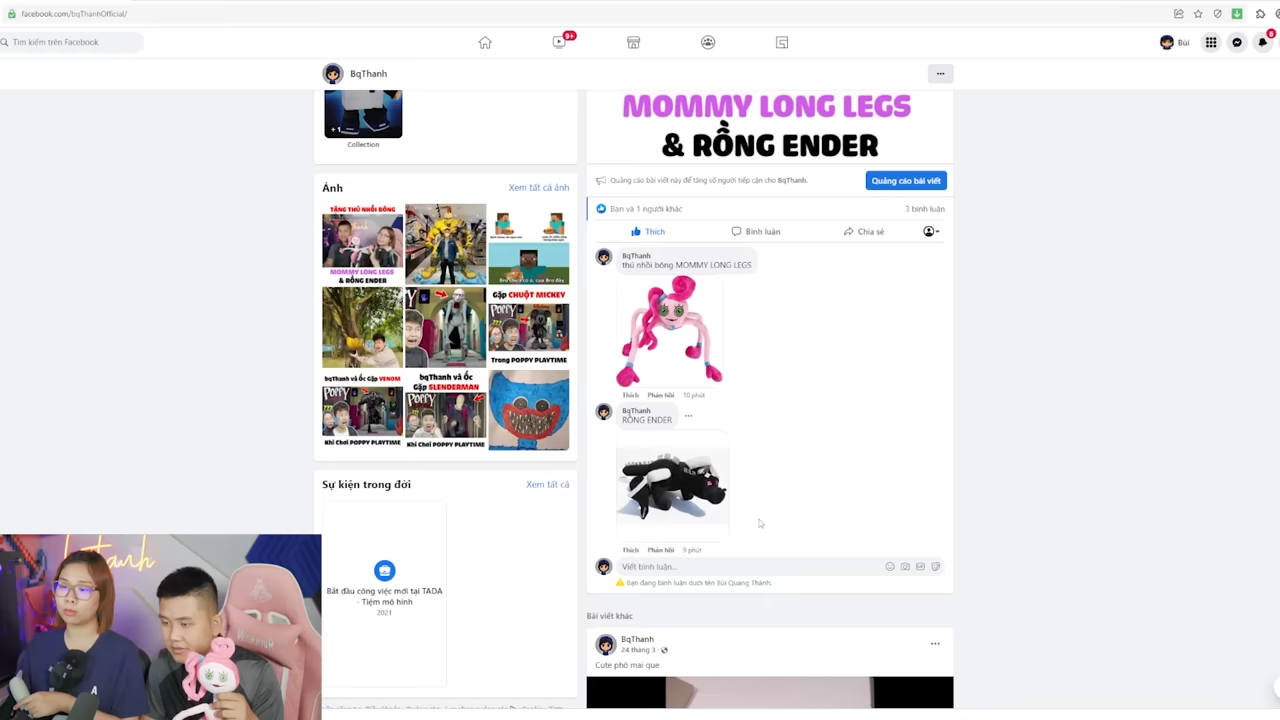 facebook.com/bqThanhOfficial/
Tìm kiếm trên Facebook
9+
Bùi
6
BqThanh
+1
Collection
MOMMY LONG LEGS
& RỒNG ENDER
Quảng cáo bài viết này để tăng số người tiếp cận cho BqThanh.
Quảng cáo bài viết
Ảnh
Xem tất cả ảnh
Bạn và 1 người khác
3 bình luận
Thích
Bình luận
Chia sẻ
TẶNG THÚ NHỒI BÔNG
MOMMY LONG LEGS
& RỒNG ENDER
Gặp CHUỘT MICKEY
POPPY
Trong POPPY PLAYTIME
bqThanh và Ốc Gặp VENOM
POPPY
Khi Chơi POPPY PLAYTIME
bqThanh và Ốc
Gặp SLENDERMAN
POPPY
Khi Chơi POPPY PLAYTIME
BqThanh
thú nhồi bông MOMMY LONG LEGS
Thích Phản hồi 10 phút
BqThanh
RỒNG ENDER
Thích Phản hồi 9 phút
Viết bình luận...
Bạn đang bình luận dưới tên Bùi Quang Thành.
Sự kiện trong đời
Xem tất cả
Bắt đầu công việc mới tại TADA
- Tiệm mô hình
2021
Bài viết khác
BqThanh
24 tháng 3
Cute phô mai que
WARRIOR